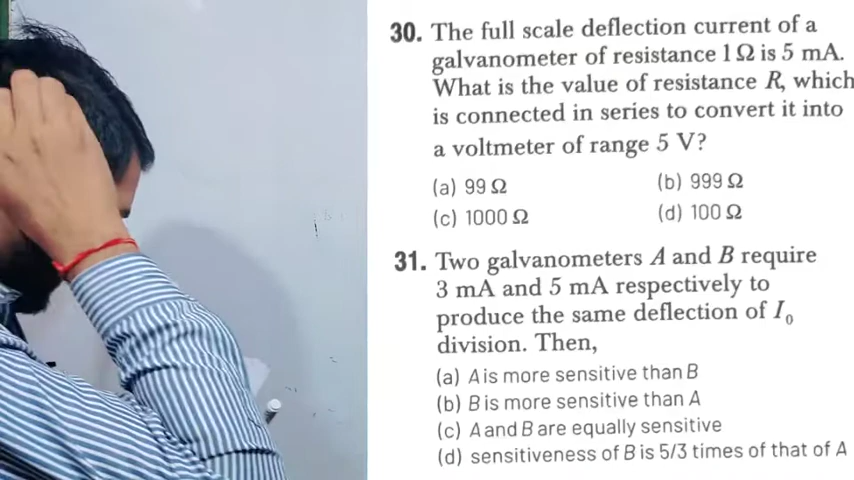 30. The full scale deflection current of a
galvanometer of resistance 1 Ω is 5 mA.
What is the value of resistance R, which
is connected in series to convert it into
a voltmeter of range 5 V?
(a) 99 Ω (b) 999 Ω
(c) 1000 Ω (d) 100 Ω
31. Two galvanometers A and B require
3 mA and 5 mA respectively to
produce the same deflection of I₀
division. Then,
(a) A is more sensitive than B
(b) B is more sensitive than A
(c) A and B are equally sensitive
(d) sensitiveness of B is 5/3 times of that of A